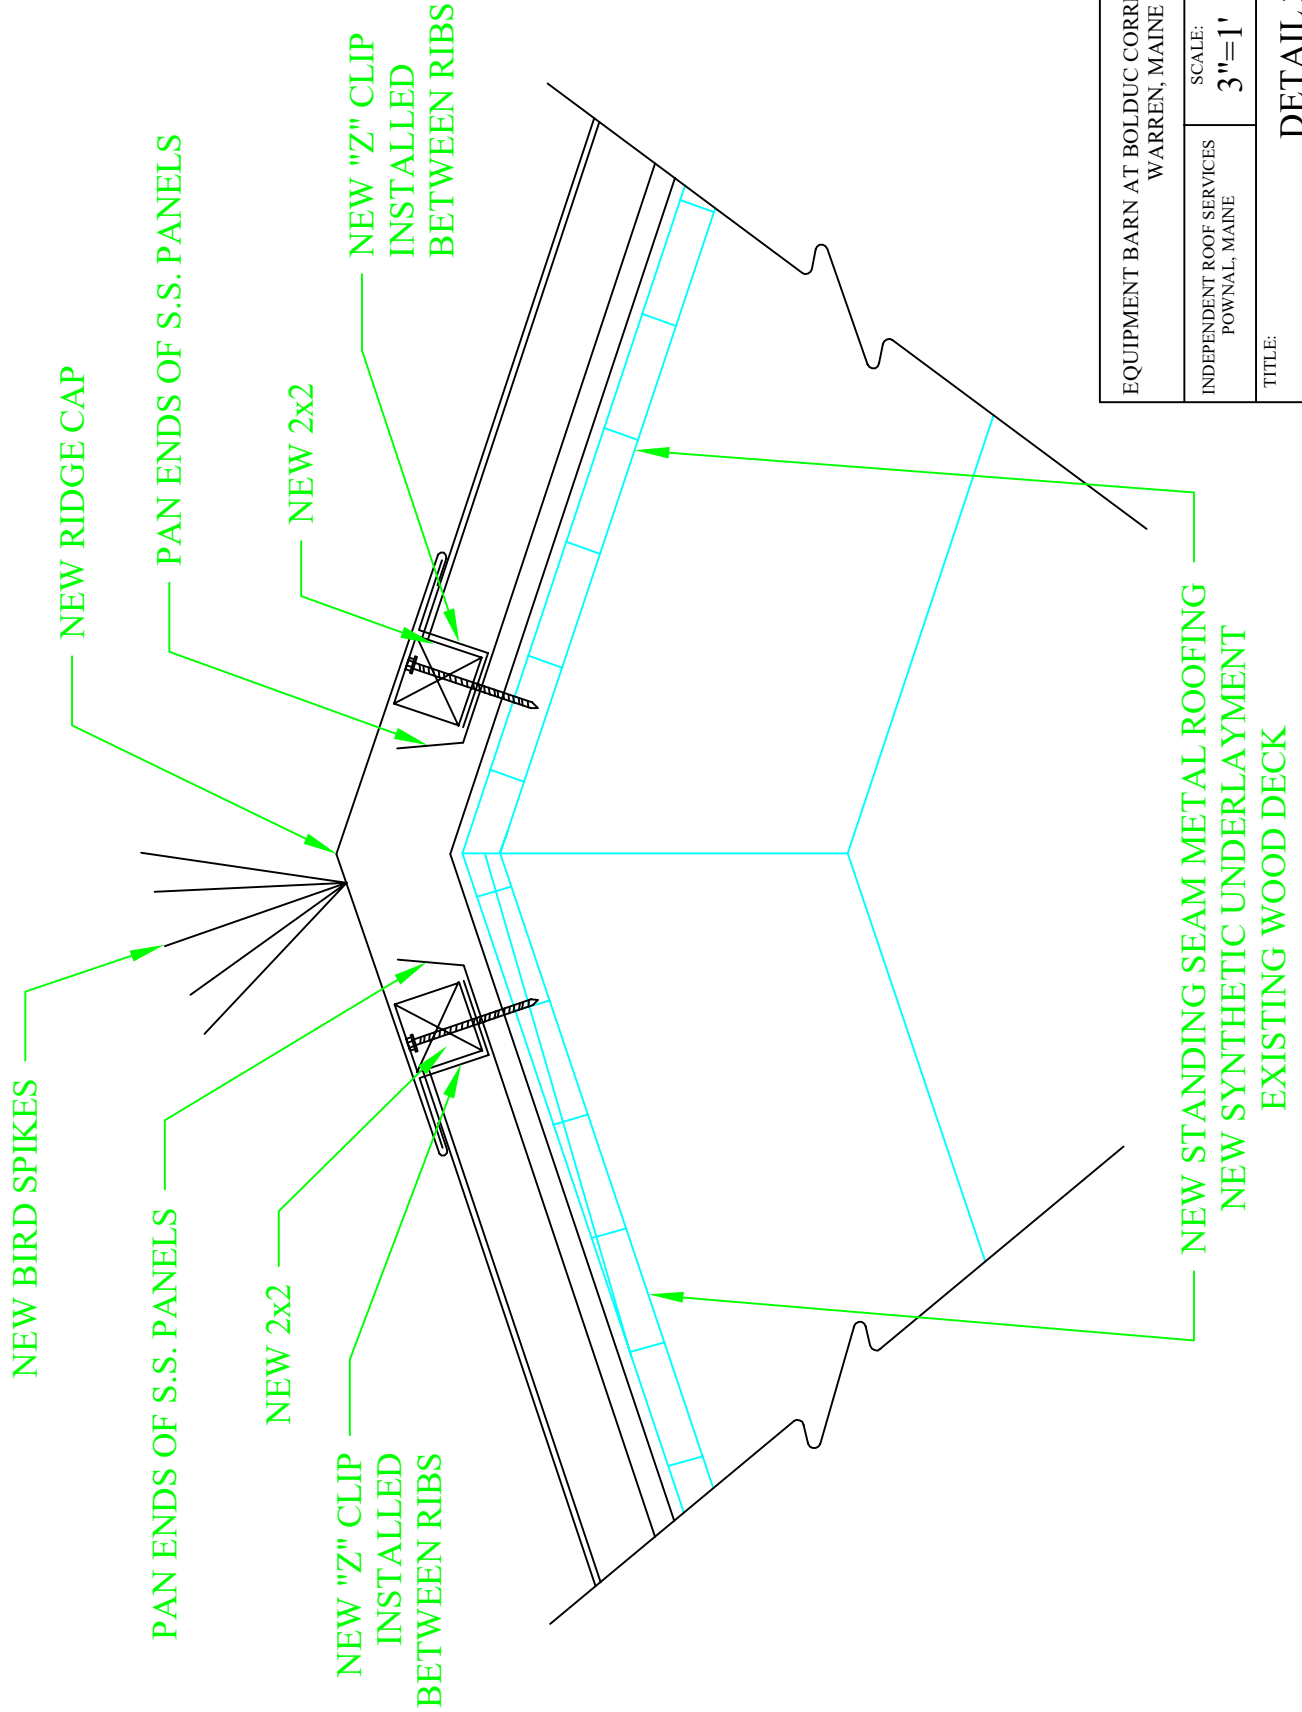 NEW BIRD SPIKES
NEW RIDGE CAP
PAN ENDS OF S.S. PANELS
PAN ENDS OF S.S. PANELS
NEW 2x2
NEW 2x2
NEW "Z" CLIP
INSTALLED
BETWEEN RIBS
NEW "Z" CLIP
INSTALLED
BETWEEN RIBS
NEW STANDING SEAM METAL ROOFING
NEW SYNTHETIC UNDERLAYMENT
EXISTING WOOD DECK
EQUIPMENT BARN AT BOLDUC
WARREN, MAINE
INDEPENDENT ROOF SERVICES
POWNAL, MAINE
SCALE:
3"=1'
TITLE:
DETAIL